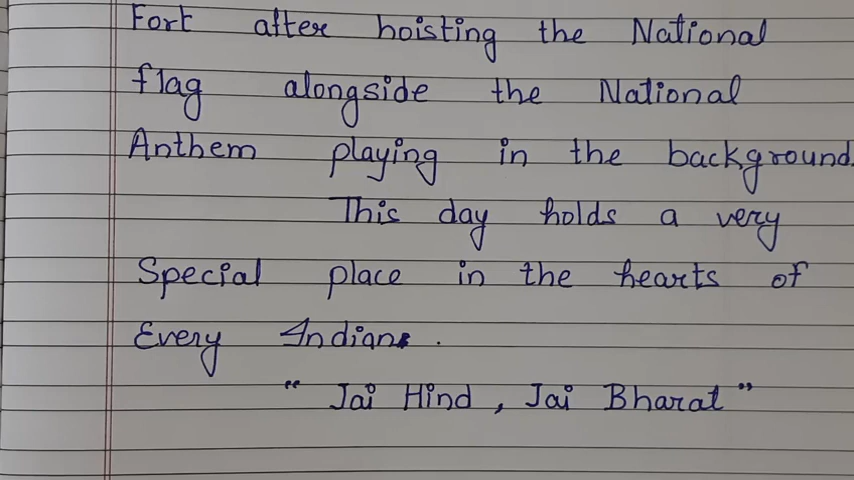 Fort after hoisting the National
flag alongside the National
Anthem playing in the background.
This day holds a very
Special place in the hearts of
Every Indian.
“ Jai Hind , Jai Bharat ”